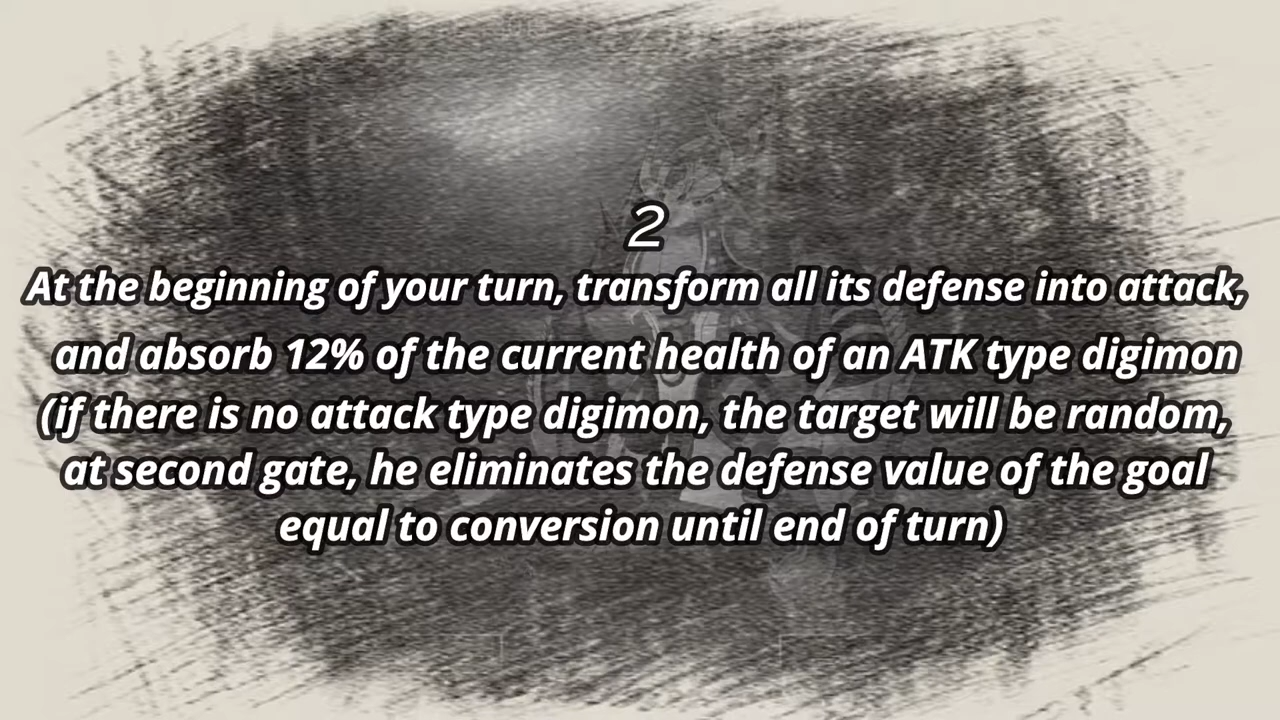 2
At the beginning of your turn, transform all its defense into attack,
and absorb 12% of the current health of an ATK type digimon
(if there is no attack type digimon, the target will be random,
at second gate, he eliminates the defense value of the goal
equal to conversion until end of turn)